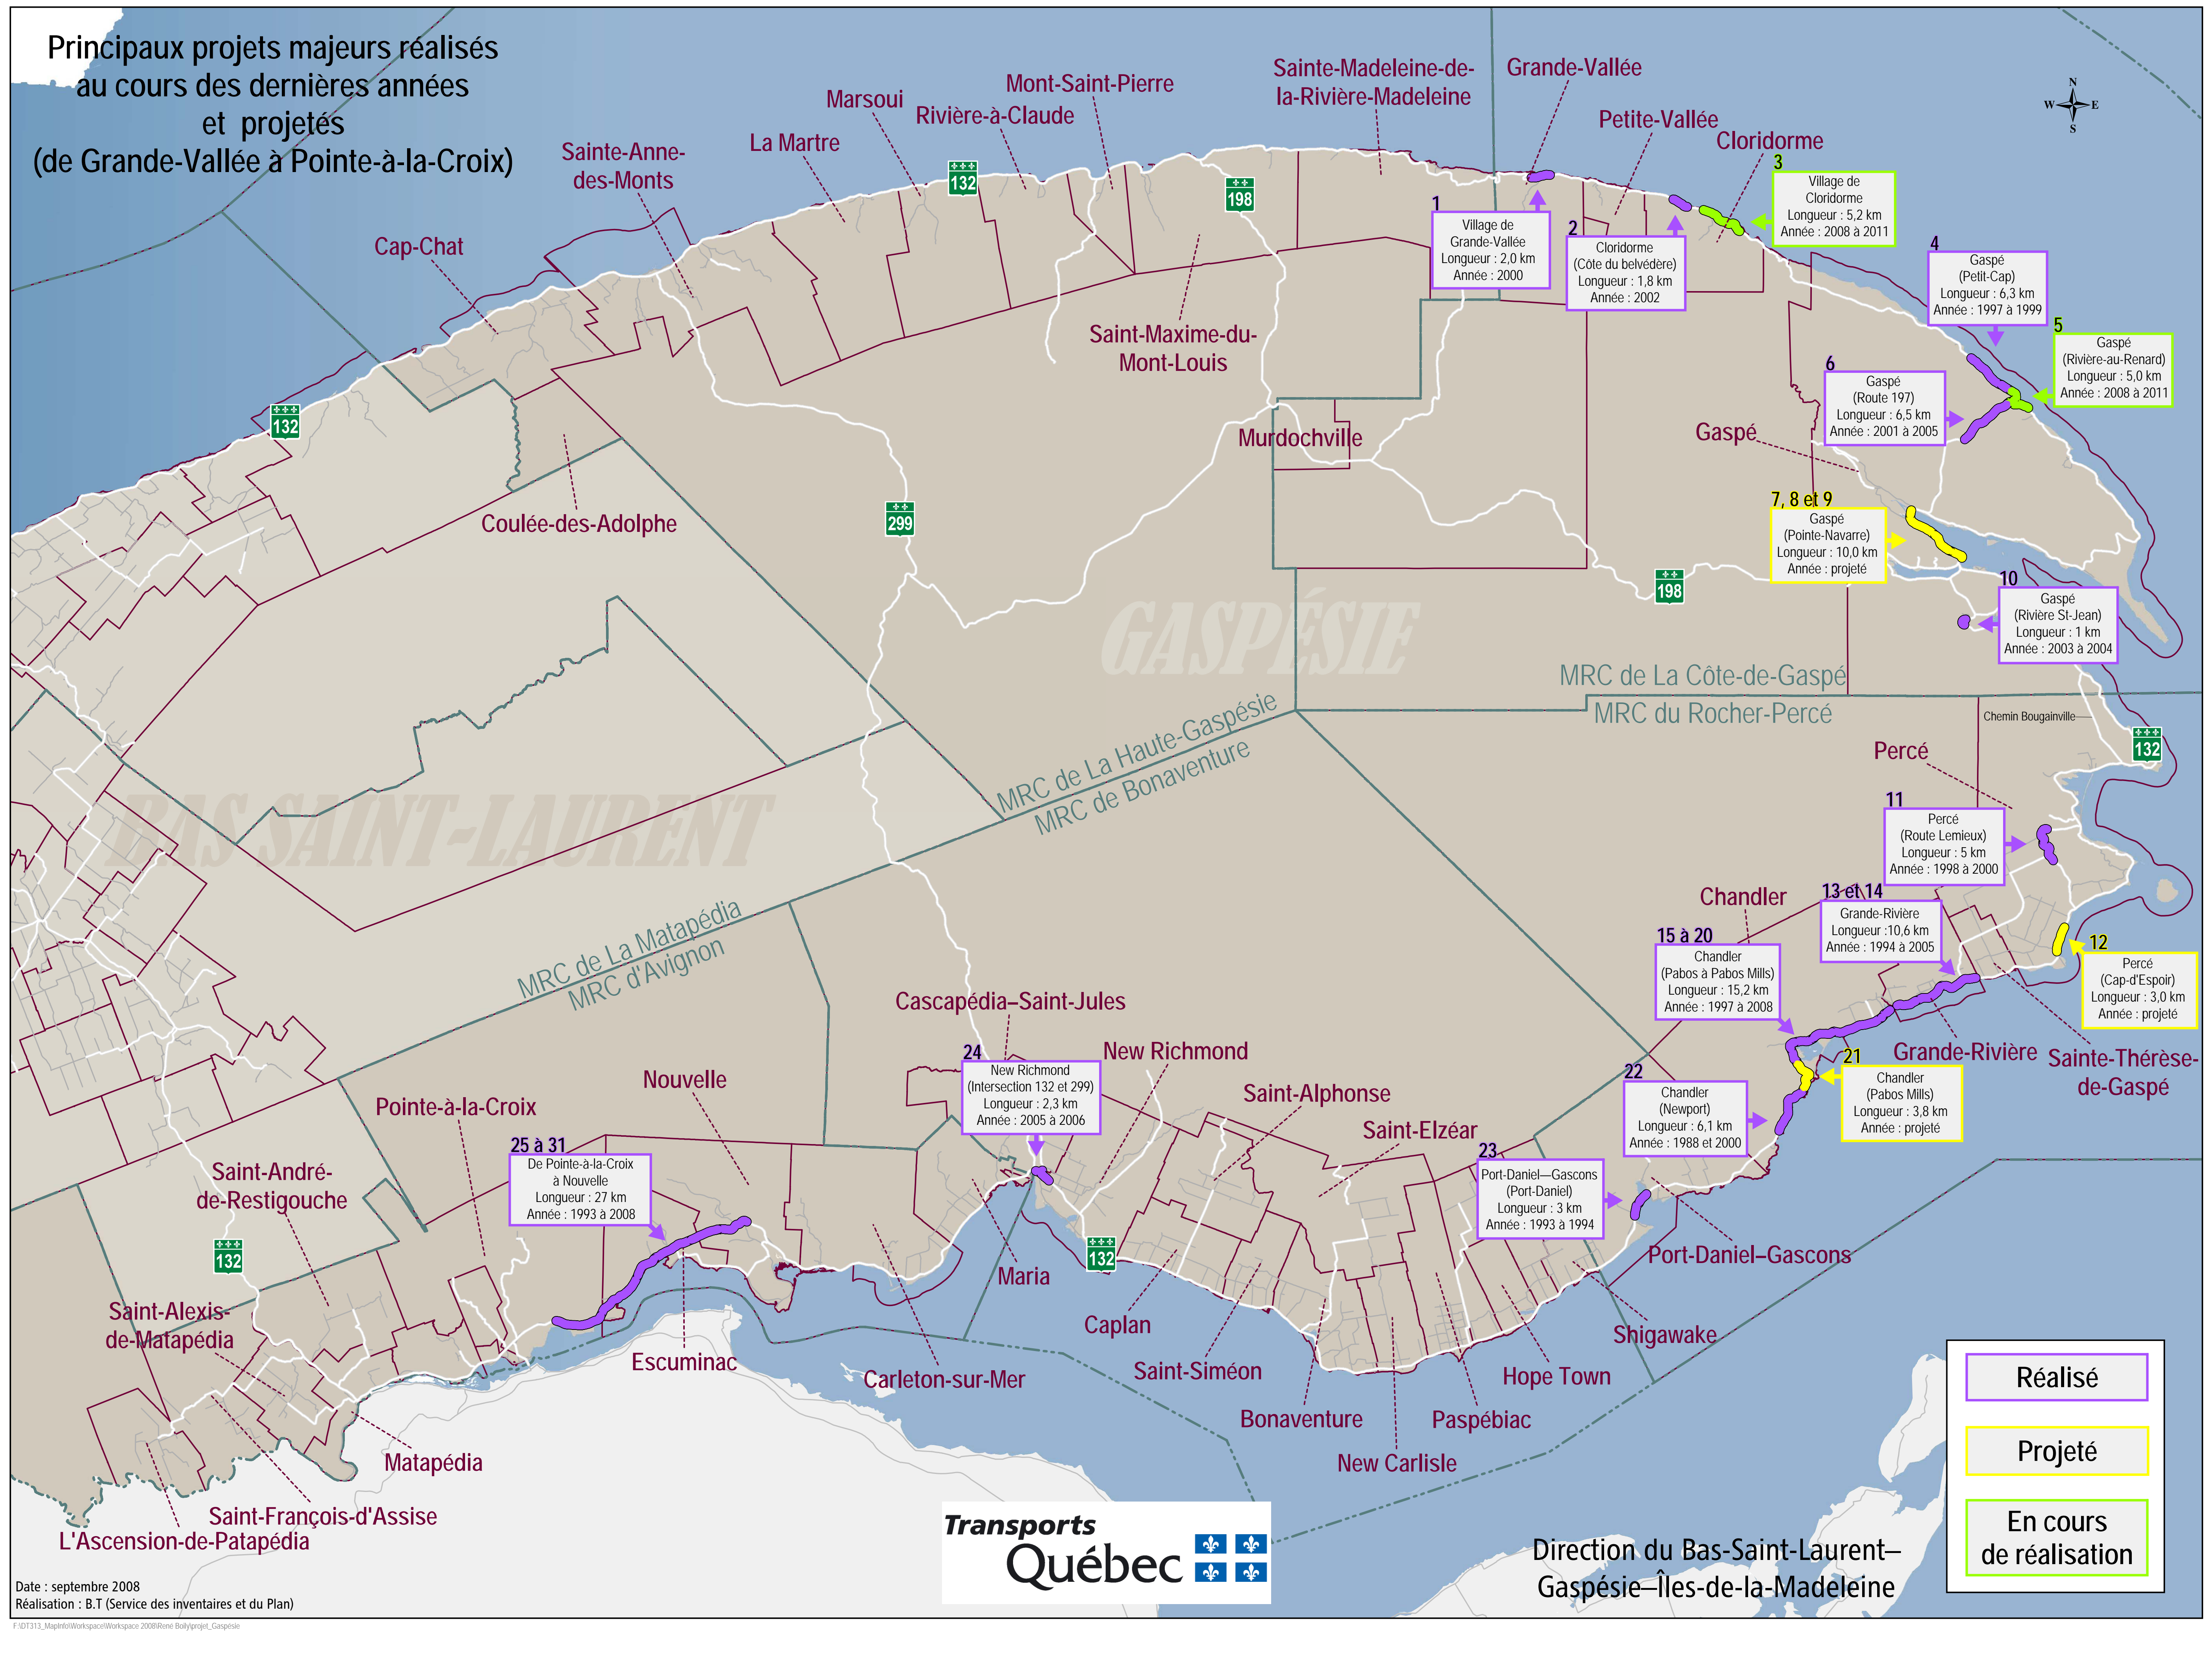 Principaux projets majeurs réalisés
au cours des dernières années
et projetés
(de Grande-Vallée à Pointe-à-la-Croix)
Cap-Chat
Sainte-Anne-
des-Monts
La Martre
Marsoui
Rivière-à-Claude
Mont-Saint-Pierre
Sainte-Madeleine-de-
la-Rivière-Madeleine
Grande-Vallée
Petite-Vallée
Cloridorme
N
W
E
S
132
198
132
299
198
132
132
132
Saint-Maxime-du-
Mont-Louis
Murdochville
Gaspé
Coulée-des-Adolphe
1
Village de
Grande-Vallée
Longueur : 2,0 km
Année : 2000
2
Cloridorme
(Côte du belvédère)
Longueur : 1,8 km
Année : 2002
3
Village de
Cloridorme
Longueur : 5,2 km
Année : 2008 à 2011
4
Gaspé
(Petit-Cap)
Longueur : 6,3 km
Année : 1997 à 1999
5
Gaspé
(Rivière-au-Renard)
Longueur : 5,0 km
Année : 2008 à 2011
6
Gaspé
(Route 197)
Longueur : 6,5 km
Année : 2001 à 2005
7, 8 et 9
Gaspé
(Pointe-Navarre)
Longueur : 10,0 km
Année : projeté
10
Gaspé
(Rivière St-Jean)
Longueur : 1 km
Année : 2003 à 2004
GASPÉSIE
BAS SAINT-LAURENT
MRC de La Côte-de-Gaspé
MRC du Rocher-Percé
MRC de La Haute-Gaspésie
MRC de Bonaventure
MRC de La Matapédia
MRC d'Avignon
Chemin Bougainville
Percé
11
Percé
(Route Lemieux)
Longueur : 5 km
Année : 1998 à 2000
12
Percé
(Cap-d'Espoir)
Longueur : 3,0 km
Année : projeté
13 et 14
Grande-Rivière
Longueur :10,6 km
Année : 1994 à 2005
Chandler
15 à 20
Chandler
(Pabos à Pabos Mills)
Longueur : 15,2 km
Année : 1997 à 2008
Grande-Rivière
Sainte-Thérèse-
de-Gaspé
21
Chandler
(Pabos Mills)
Longueur : 3,8 km
Année : projeté
22
Chandler
(Newport)
Longueur : 6,1 km
Année : 1988 et 2000
23
Port-Daniel—Gascons
(Port-Daniel)
Longueur : 3 km
Année : 1993 à 1994
24
New Richmond
(Intersection 132 et 299)
Longueur : 2,3 km
Année : 2005 à 2006
25 à 31
De Pointe-à-la-Croix
à Nouvelle
Longueur : 27 km
Année : 1993 à 2008
Cascapédia–Saint-Jules
New Richmond
Saint-Alphonse
Saint-Elzéar
Nouvelle
Pointe-à-la-Croix
Saint-André-
de-Restigouche
Saint-Alexis-
de-Matapédia
Port-Daniel–Gascons
Shigawake
Hope Town
Paspébiac
New Carlisle
Bonaventure
Saint-Siméon
Caplan
Maria
Carleton-sur-Mer
Escuminac
Matapédia
Saint-François-d'Assise
L'Ascension-de-Patapédia
Réalisé
Projeté
En cours
de réalisation
Transports
Québec
Direction du Bas-Saint-Laurent–
Gaspésie–Îles-de-la-Madeleine
Date : septembre 2008
Réalisation : B.T (Service des inventaires et du Plan)
F:\DT313_MapInfo\Workspace\Workspace 2008\René Boily\projet_Gaspésie